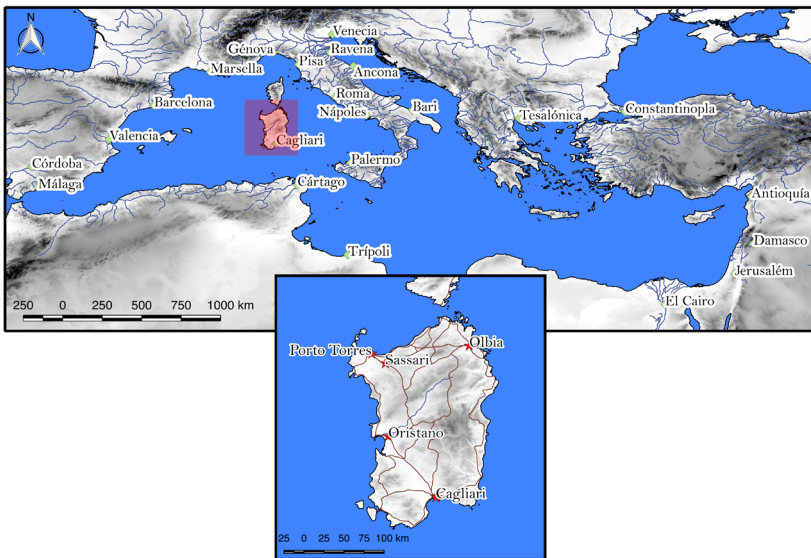 N
Venecia
Génova
Ravena
Pisa
Marsella
Ancona
Roma
Barcelona
Nápoles
Bari
Tesalónica
Constantinopla
Valencia
Cagliari
Palermo
Córdoba
Málaga
Cártago
Antioquía
Trípoli
Damasco
Jerusalém
El Cairo
250 0 250 500 750 1000 km
Olbia
Porto Torres
Sassari
Oristano
Cagliari
25 0 25 50 75 100 km